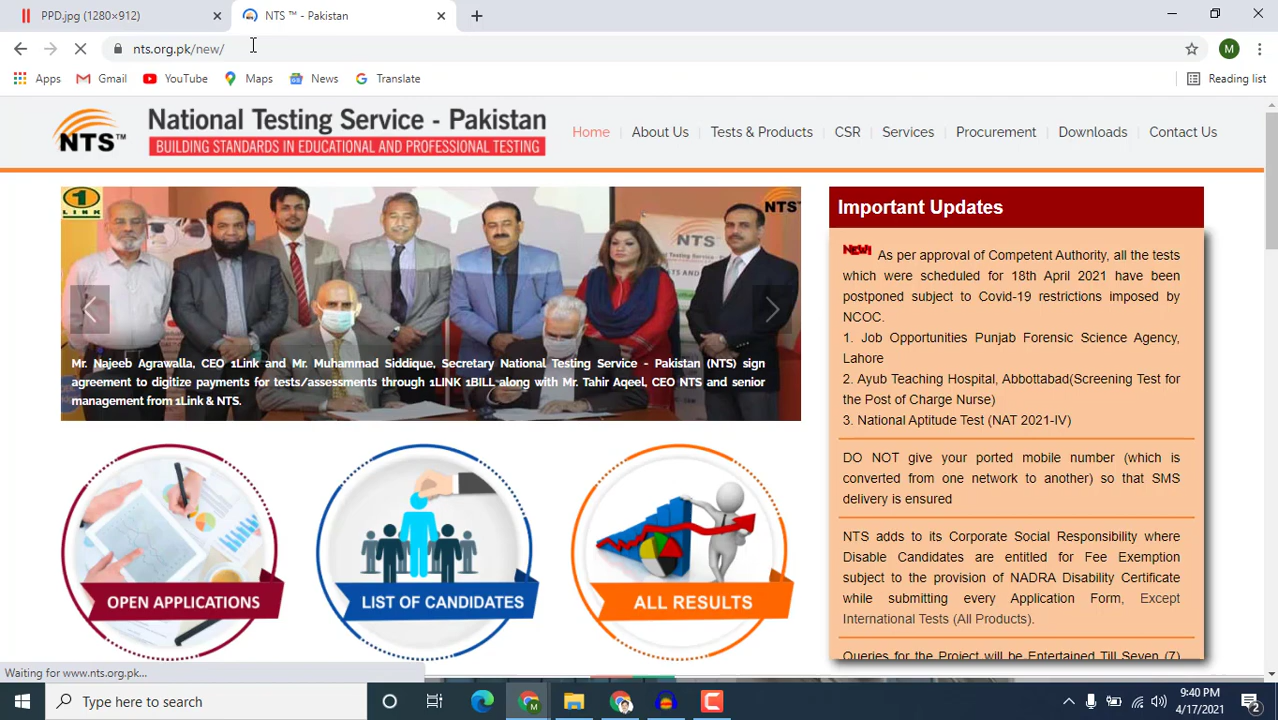 PPD.jpg (1280×912)
NTS ™ - Pakistan
nts.org.pk/new/
M
Apps
Gmail
YouTube
Maps
News
Translate
Reading list
NTS™
National Testing Service - Pakistan
BUILDING STANDARDS IN EDUCATIONAL AND PROFESSIONAL TESTING
Home
About Us
Tests & Products
CSR
Services
Procurement
Downloads
Contact Us
1 LINK
NTS
NTS
Mr. Najeeb Agrawalla, CEO 1Link and Mr. Muhammad Siddique, Secretary National Testing Service - Pakistan (NTS) sign
agreement to digitize payments for tests/assessments through 1LINK 1BILL along with Mr. Tahir Aqeel, CEO NTS and senior
management from 1Link & NTS.
OPEN APPLICATIONS
LIST OF CANDIDATES
ALL RESULTS
Important Updates
NEW! As per approval of Competent Authority, all the tests
which were scheduled for 18th April 2021 have been
postponed subject to Covid-19 restrictions imposed by
NCOC.
1. Job Opportunities Punjab Forensic Science Agency,
Lahore
2. Ayub Teaching Hospital, Abbottabad(Screening Test for
the Post of Charge Nurse)
3. National Aptitude Test (NAT 2021-IV)
DO NOT give your ported mobile number (which is
converted from one network to another) so that SMS
delivery is ensured
NTS adds to its Corporate Social Responsibility where
Disable Candidates are entitled for Fee Exemption
subject to the provision of NADRA Disability Certificate
while submitting every Application Form, Except
International Tests (All Products).
Queries for the Project will be Entertained Till Seven (7)
Waiting for www.nts.org.pk...
Type here to search
9:40 PM
4/17/2021
2